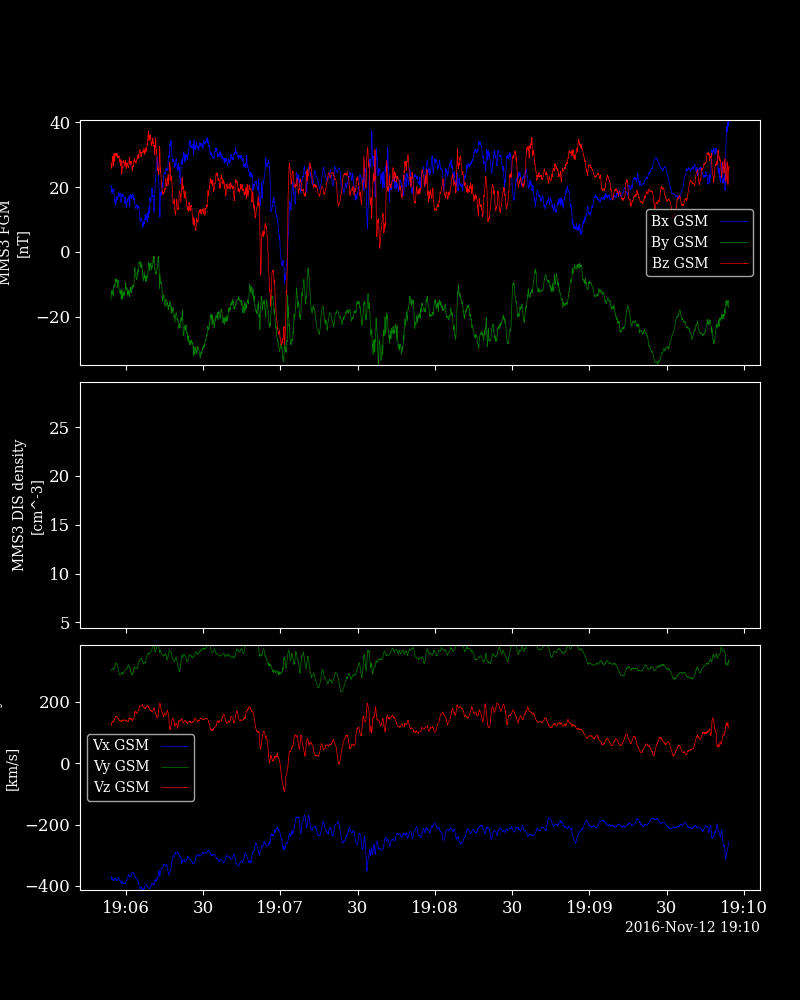 40
20
0
−20
MMS3 FGM
[nT]
Bx GSM
By GSM
Bz GSM
25
20
15
10
5
MMS3 DIS density
[cm^-3]
200
0
−200
−400
[km/s]
Vx GSM
Vy GSM
Vz GSM
19:06 30 19:07 30 19:08 30 19:09 30 19:10
2016-Nov-12 19:10